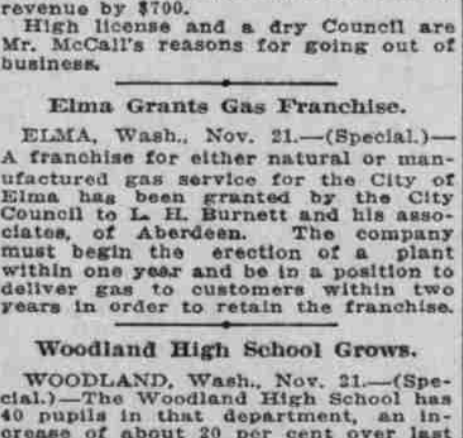 revenue by $700.
High license and a dry Council are
Mr. McCall's reasons for going out of
business.
Elma Grants Gas Franchise.
ELMA, Wash., Nov. 21.—(Special.)—
A franchise for either natural or man-
ufactured gas service for the City of
Elma has been granted by the City
Council to L. H. Burnett and his asso-
ciates, of Aberdeen. The company
must begin the erection of a plant
within one year and be in a position to
deliver gas to customers within two
years in order to retain the franchise.
Woodland High School Grows.
WOODLAND, Wash., Nov. 21.—(Spe-
cial.)—The Woodland High School has
40 pupils in that department, an in-
crease of about 20 per cent over last